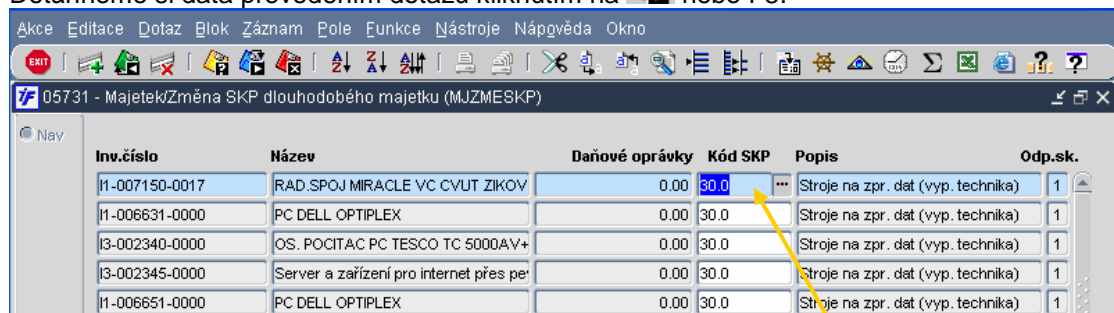 Akce Editace Dotaz Blok Záznam Pole Funkce Nástroje Nápověda Okno
EXIT
05731 - Majetek/Změna SKP dlouhodobého majetku (MJZMESKP)
Nav
Inv.číslo Název Daňové oprávky Kód SKP Popis Odp.sk.
I1-007150-0017 RAD.SPOJ MIRACLE VC CVUT ZIKOV 0.00 30.0 ... Stroje na zpr. dat (vyp. technika) 1
I1-006631-0000 PC DELL OPTIPLEX 0.00 30.0 Stroje na zpr. dat (vyp. technika) 1
I3-002340-0000 OS. POCITAC PC TESCO TC 5000AV+ 0.00 30.0 Stroje na zpr. dat (vyp. technika) 1
I3-002345-0000 Server a zařízení pro internet přes 0.00 30.0 Stroje na zpr. dat (vyp. technika) 1
I1-006651-0000 PC DELL OPTIPLEX 0.00 30.0 Stroje na zpr. dat (vyp. technika) 1